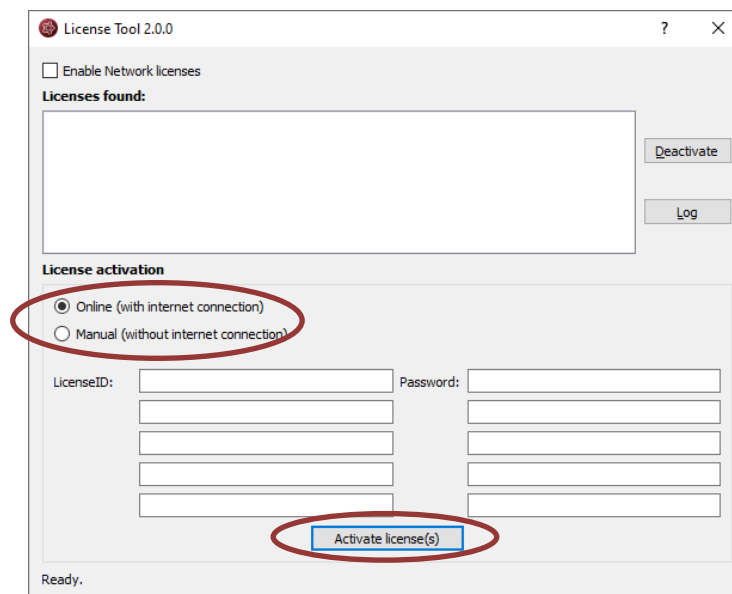 License Tool 2.0.0 ?
Enable Network licenses
Licenses found:
Deactivate
Log
License activation
Online (with internet connection)
Manual (without internet connection)
LicenseID: Password:
Activate license(s)
Ready.